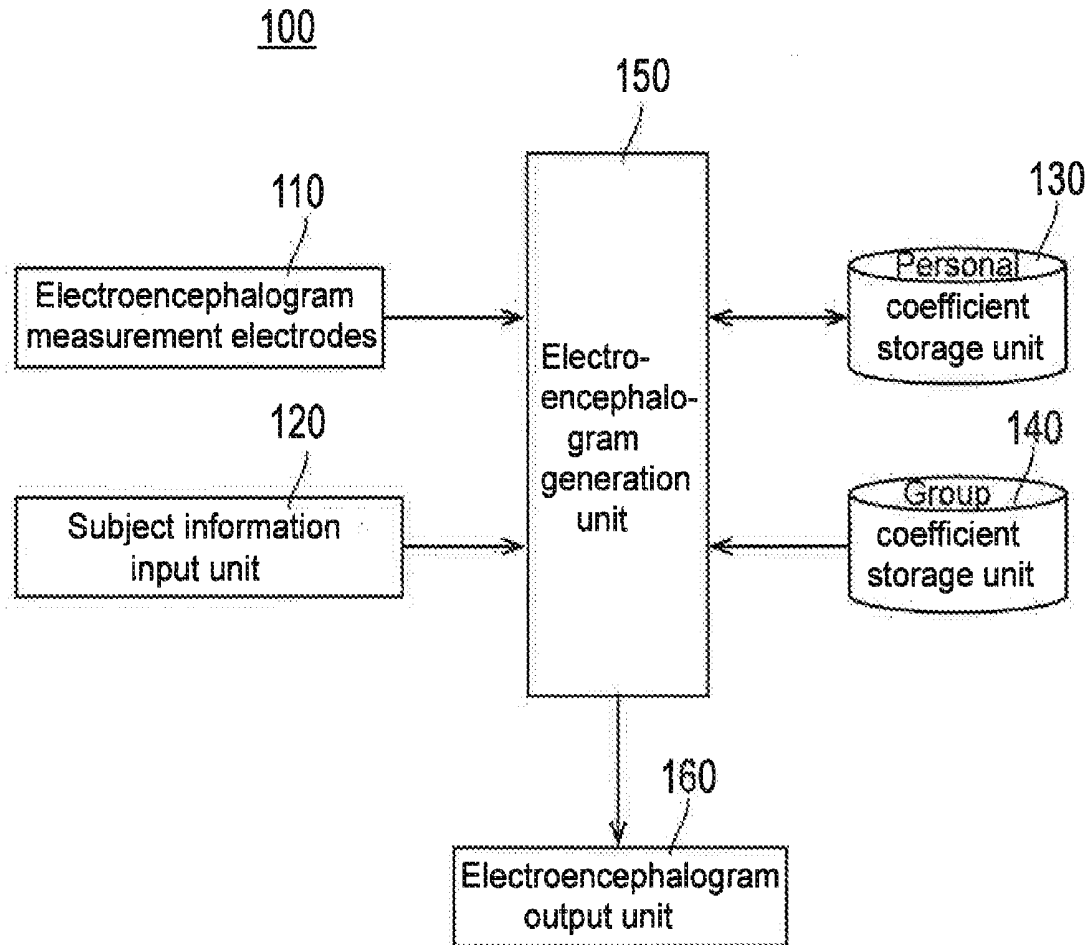 100
150
110
130
Electroencephalogram
measurement electrodes
Personal
coefficient
storage unit
Electro-
encephalo-
gram
generation
unit
120
140
Subject information
input unit
Group
coefficient
storage unit
160
Electroencephalogram
output unit